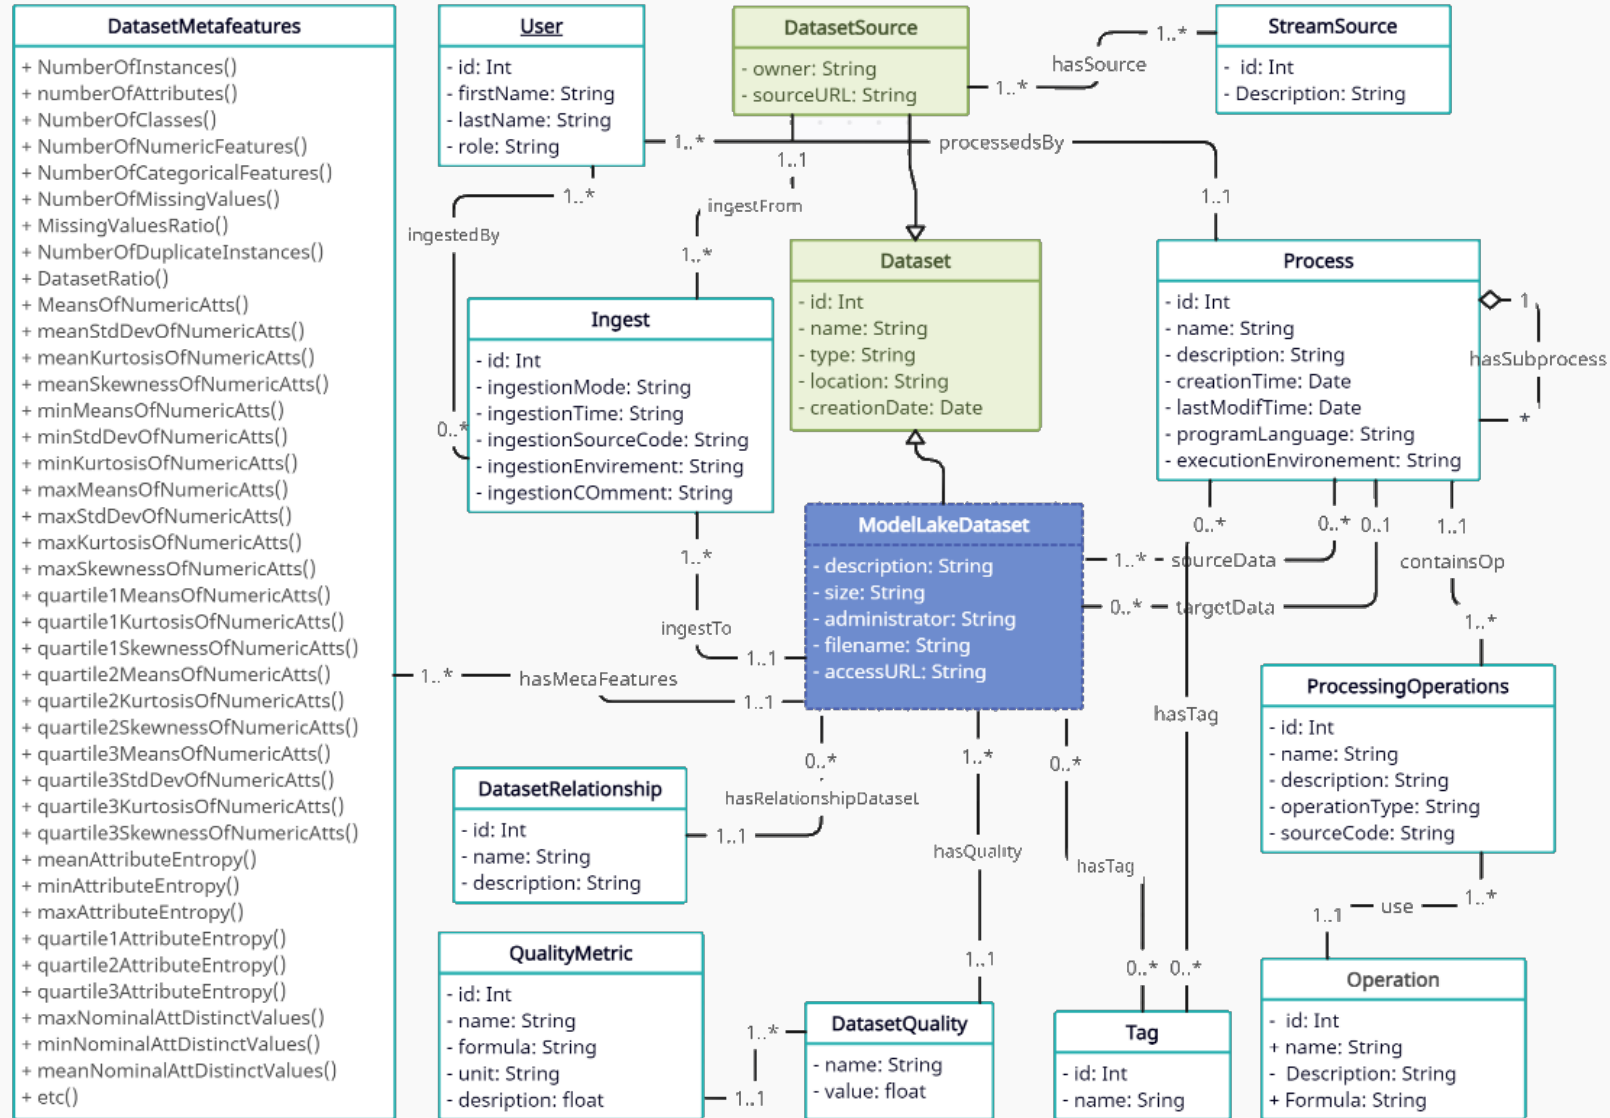 DatasetMetafeatures
+ NumberOfInstances()
+ numberOfAttributes()
+ NumberOfClasses()
+ NumberOfNumericFeatures()
+ NumberOfCategoricalFeatures()
+ NumberOfMissingValues()
+ MissingValuesRatio()
+ NumberOfDuplicateInstances()
+ DatasetRatio()
+ MeansOfNumericAtts()
+ meanStdDevOfNumericAtts()
+ meanKurtosisOfNumericAtts()
+ meanSkewnessOfNumericAtts()
+ minMeansOfNumericAtts()
+ minStdDevOfNumericAtts()
+ minKurtosisOfNumericAtts()
+ maxMeansOfNumericAtts()
+ maxStdDevOfNumericAtts()
+ maxKurtosisOfNumericAtts()
+ maxSkewnessOfNumericAtts()
+ quartile1MeansOfNumericAtts()
+ quartile1KurtosisOfNumericAtts()
+ quartile1SkewnessOfNumericAtts()
+ quartile2MeansOfNumericAtts()
+ quartile2KurtosisOfNumericAtts()
+ quartile2SkewnessOfNumericAtts()
+ quartile3MeansOfNumericAtts()
+ quartile3StdDevOfNumericAtts()
+ quartile3KurtosisOfNumericAtts()
+ quartile3SkewnessOfNumericAtts()
+ meanAttributeEntropy()
+ minAttributeEntropy()
+ maxAttributeEntropy()
+ quartile1AttributeEntropy()
+ quartile2AttributeEntropy()
+ quartile3AttributeEntropy()
+ maxNominalAttDistinctValues()
+ minNominalAttDistinctValues()
+ meanNominalAttDistinctValues()
+ etc()
User
- id: Int
- firstName: String
- lastName: String
- role: String
DatasetSource
- owner: String
- sourceURL: String
1..*
hasSource
1..*
StreamSource
- id: Int
- Description: String
1..*
processedsBy
1..1
1..*
ingestedBy
0..*
1..1
ingestFrom
1..*
Ingest
- id: Int
- ingestionMode: String
- ingestionTime: String
- ingestionSourceCode: String
- ingestionEnvirement: String
- ingestionCOmment: String
Dataset
- id: Int
- name: String
- type: String
- location: String
- creationDate: Date
Process
- id: Int
- name: String
- description: String
- creationTime: Date
- lastModifTime: Date
- programLanguage: String
- executionEnvironement: String
1
hasSubprocess
*
ModelLakeDataset
- description: String
- size: String
- administrator: String
- filename: String
- accessURL: String
1..*
ingestTo
1..1
1..*
hasMetaFeatures
1..1
0..*
0..*
0..1
1..1
1..*
sourceData
0..*
targetData
containsOp
1..*
hasTag
ProcessingOperations
- id: Int
- name: String
- description: String
- operationType: String
- sourceCode: String
DatasetRelationship
- id: Int
- name: String
- description: String
0..*
hasRelationshipDataset
1..1
1..*
hasQuality
1..1
0..*
hasTag
0..*
0..*
1..*
use
1..1
QualityMetric
- id: Int
- name: String
- formula: String
- unit: String
- desription: float
1..*
1..1
DatasetQuality
- name: String
- value: float
Tag
- id: Int
- name: Sring
Operation
- id: Int
+ name: String
- Description: String
+ Formula: String